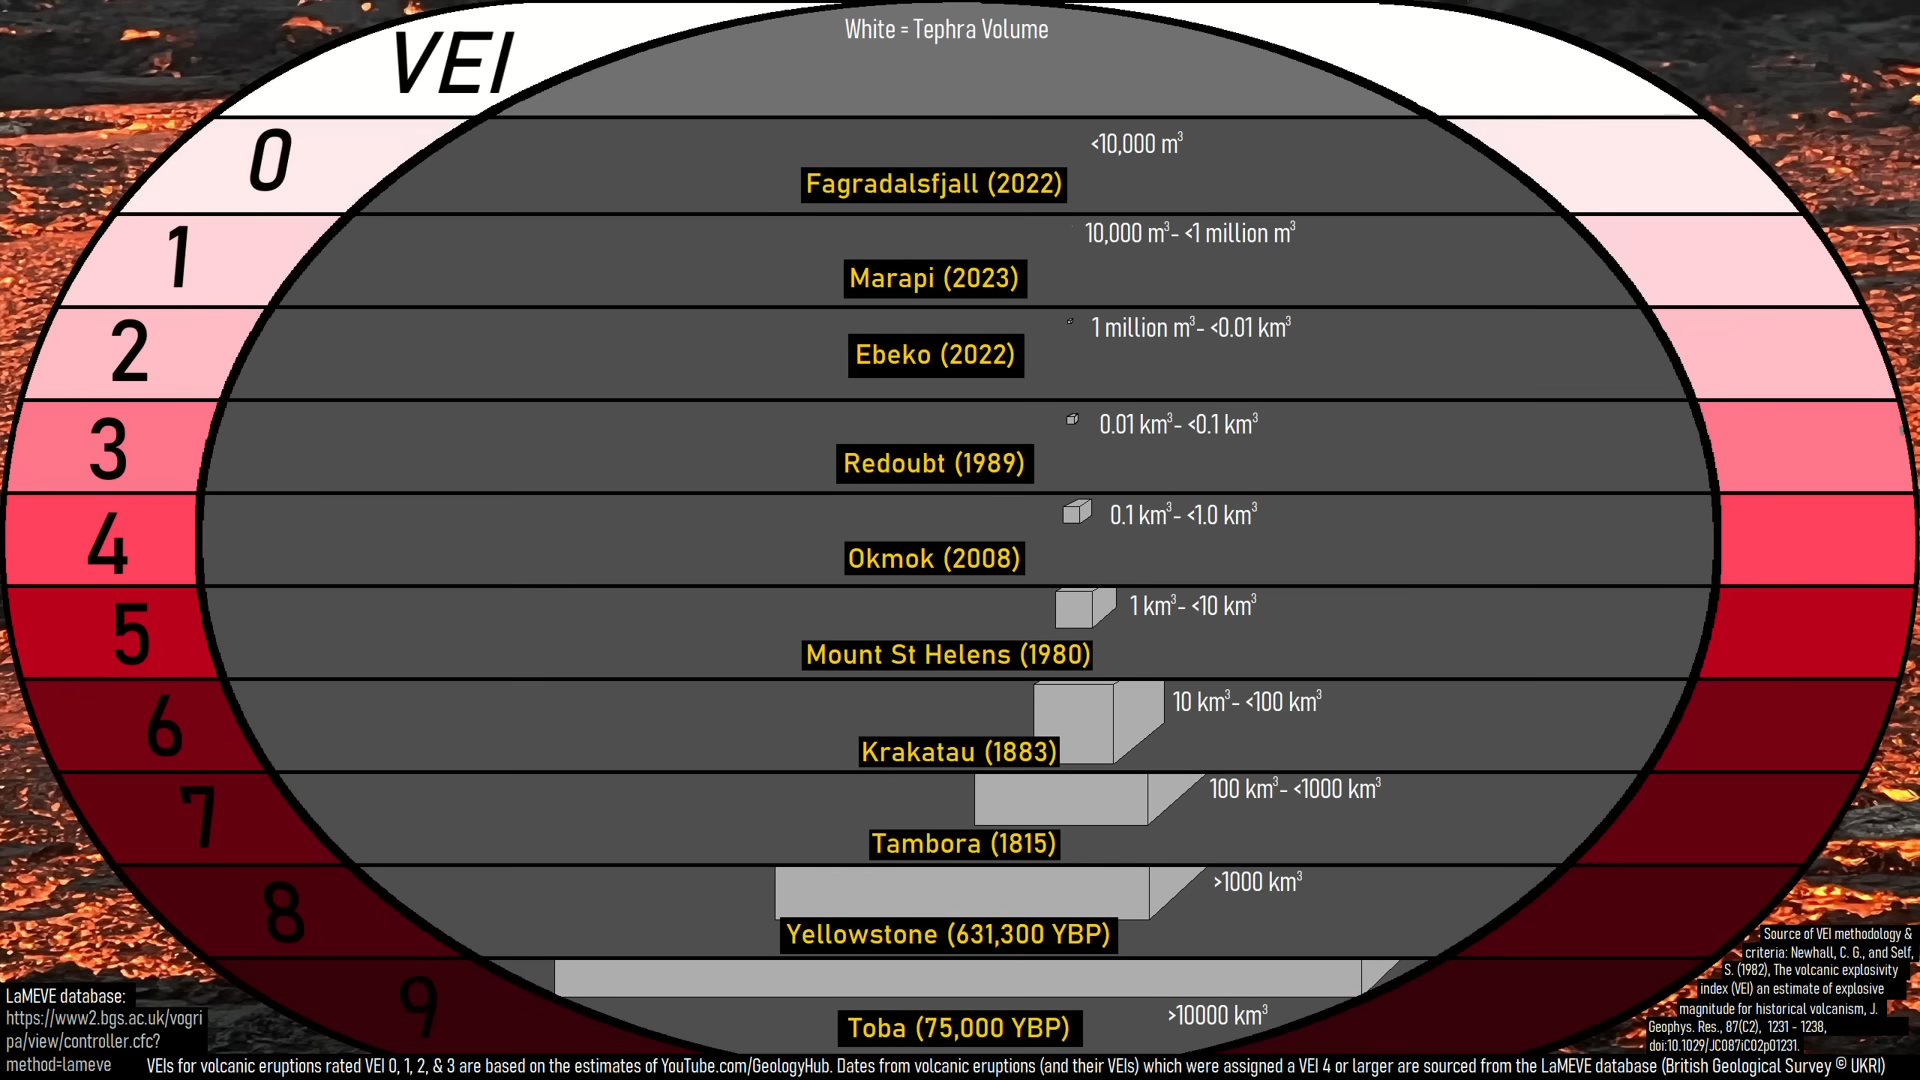 White = Tephra Volume
VEI
0
<10,000 m³
Fagradalsfjall (2022)
1
10,000 m³- <1 million m³
Marapi (2023)
2
1 million m³- <0.01 km³
Ebeko (2022)
3
0.01 km³- <0.1 km³
Redoubt (1989)
4
0.1 km³- <1.0 km³
Okmok (2008)
5
1 km³- <10 km³
Mount St Helens (1980)
6
10 km³- <100 km³
Krakatau (1883)
7
100 km³- <1000 km³
Tambora (1815)
8
>1000 km³
Yellowstone (631,300 YBP)
9
>10000 km³
Toba (75,000 YBP)
LaMEVE database:
https://www2.bgs.ac.uk/vogri
pa/view/controller.cfc?
method=lameve
Source of VEI methodology &
criteria: Newhall, C. G., and Self,
S. (1982), The volcanic explosivity
index (VEI) an estimate of explosive
magnitude for historical volcanism, J.
Geophys. Res., 87(C2), 1231 - 1238,
doi:10.1029/JC087iC02p01231.
VEIs for volcanic eruptions rated VEI 0, 1, 2, & 3 are based on the estimates of YouTube.com/GeologyHub. Dates from volcanic eruptions (and their VEIs) which were assigned a VEI 4 or larger are sourced from the LaMEVE database (British Geological Survey © UKRI)